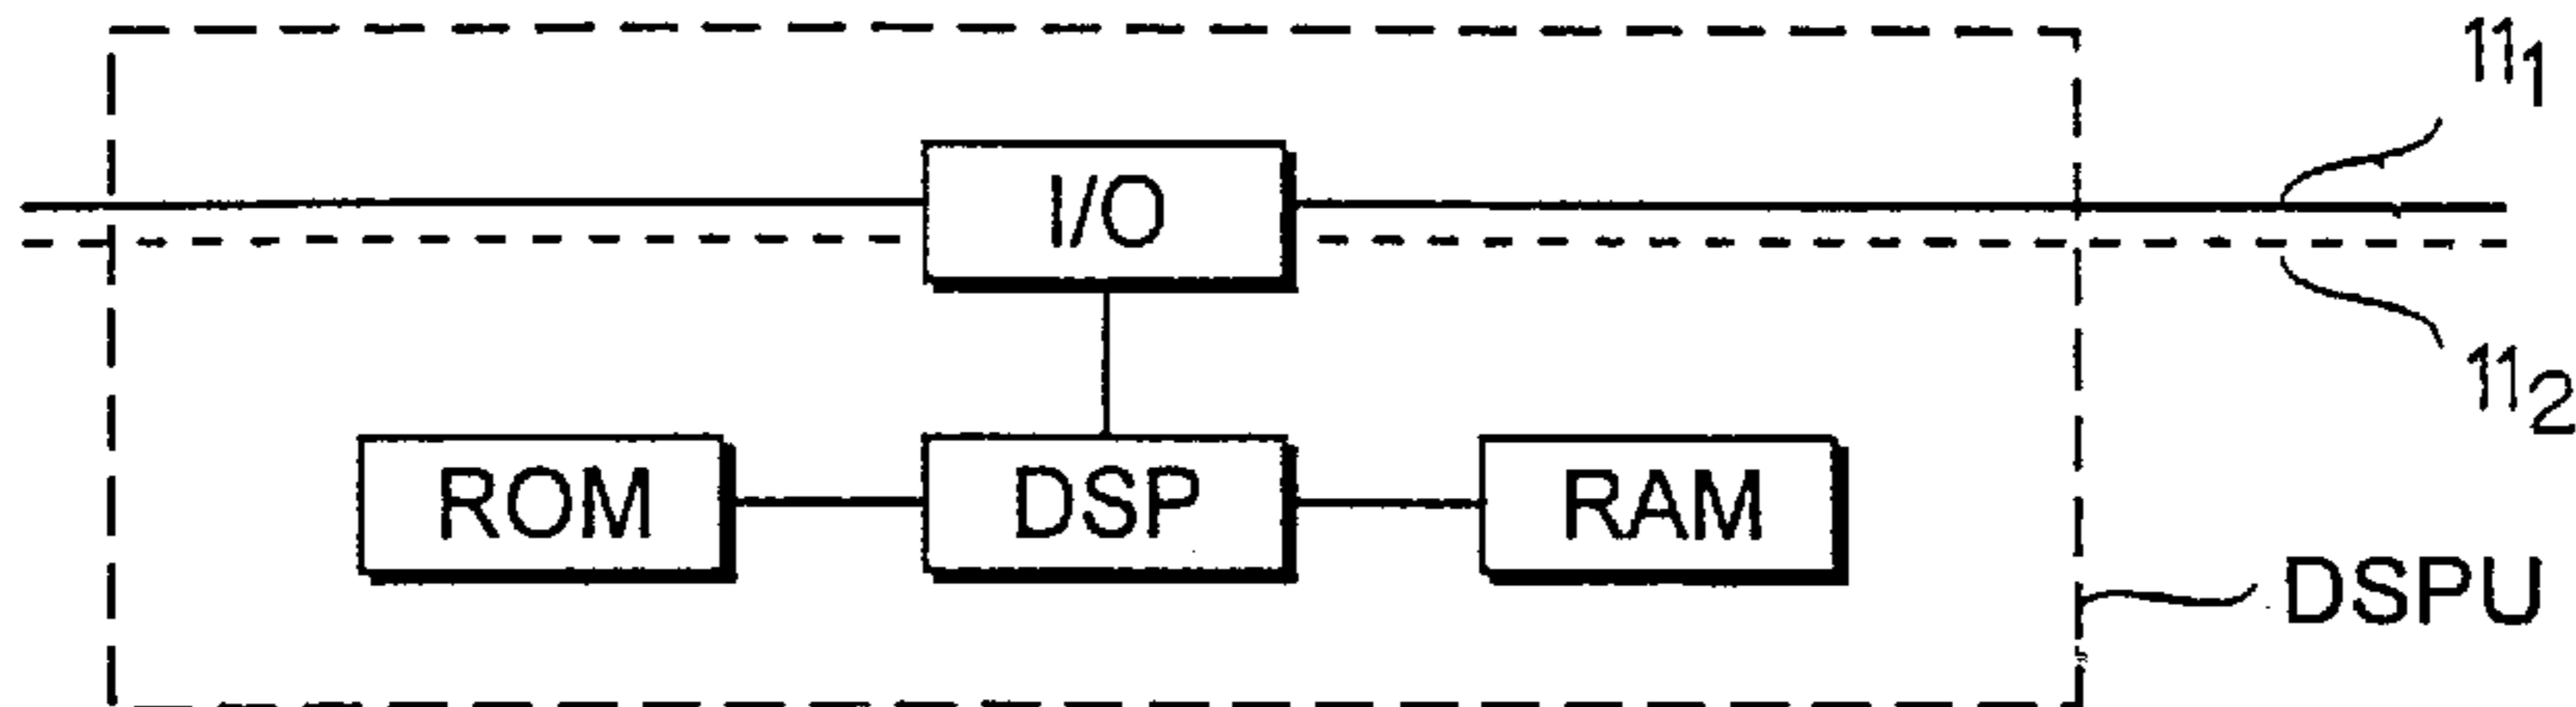 11₁
I/O
11₂
ROM DSP RAM
DSPU